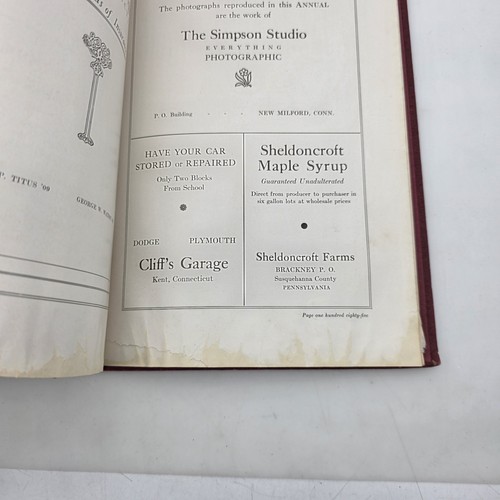 s of Insura
P. TITUS '09
GEORGE W.
The photographs reproduced in this ANNUAL
are the work of
The Simpson Studio
EVERYTHING
PHOTOGRAPHIC
P. O. Building - - - NEW MILFORD, CONN.
HAVE YOUR CAR
STORED or REPAIRED
Only Two Blocks
From School
DODGE PLYMOUTH
Cliff's Garage
Kent, Connecticut
Sheldoncroft
Maple Syrup
Guaranteed Unadulterated
Direct from producer to purchaser in
six gallon lots at wholesale prices
Sheldoncroft Farms
BRACKNEY P. O.
Susquehanna County
PENNSYLVANIA
Page one hundred eighty-five